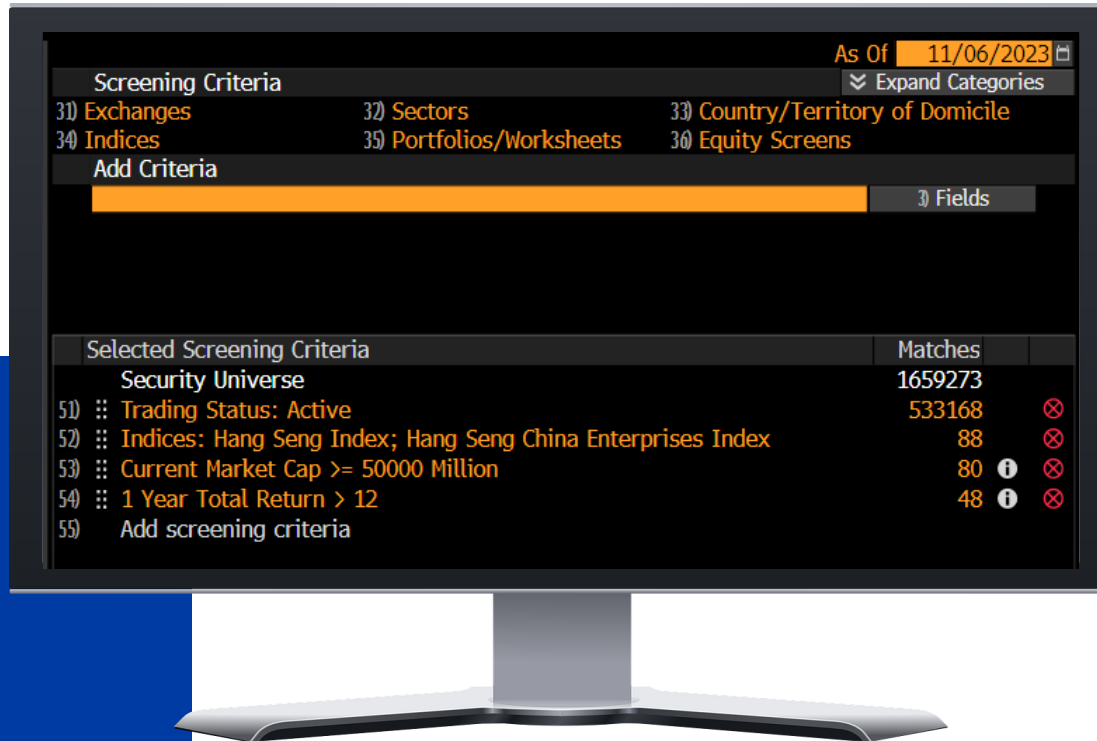 As Of 11/06/2023
Screening Criteria Expand Categories
31) Exchanges 32) Sectors 33) Country/Territory of Domicile
34) Indices 35) Portfolios/Worksheets 36) Equity Screens
Add Criteria
3) Fields
Selected Screening Criteria Matches
Security Universe 1659273
51) Trading Status: Active 533168
52) Indices: Hang Seng Index; Hang Seng China Enterprises Index 88
53) Current Market Cap >= 50000 Million 80
54) 1 Year Total Return > 12 48
55) Add screening criteria